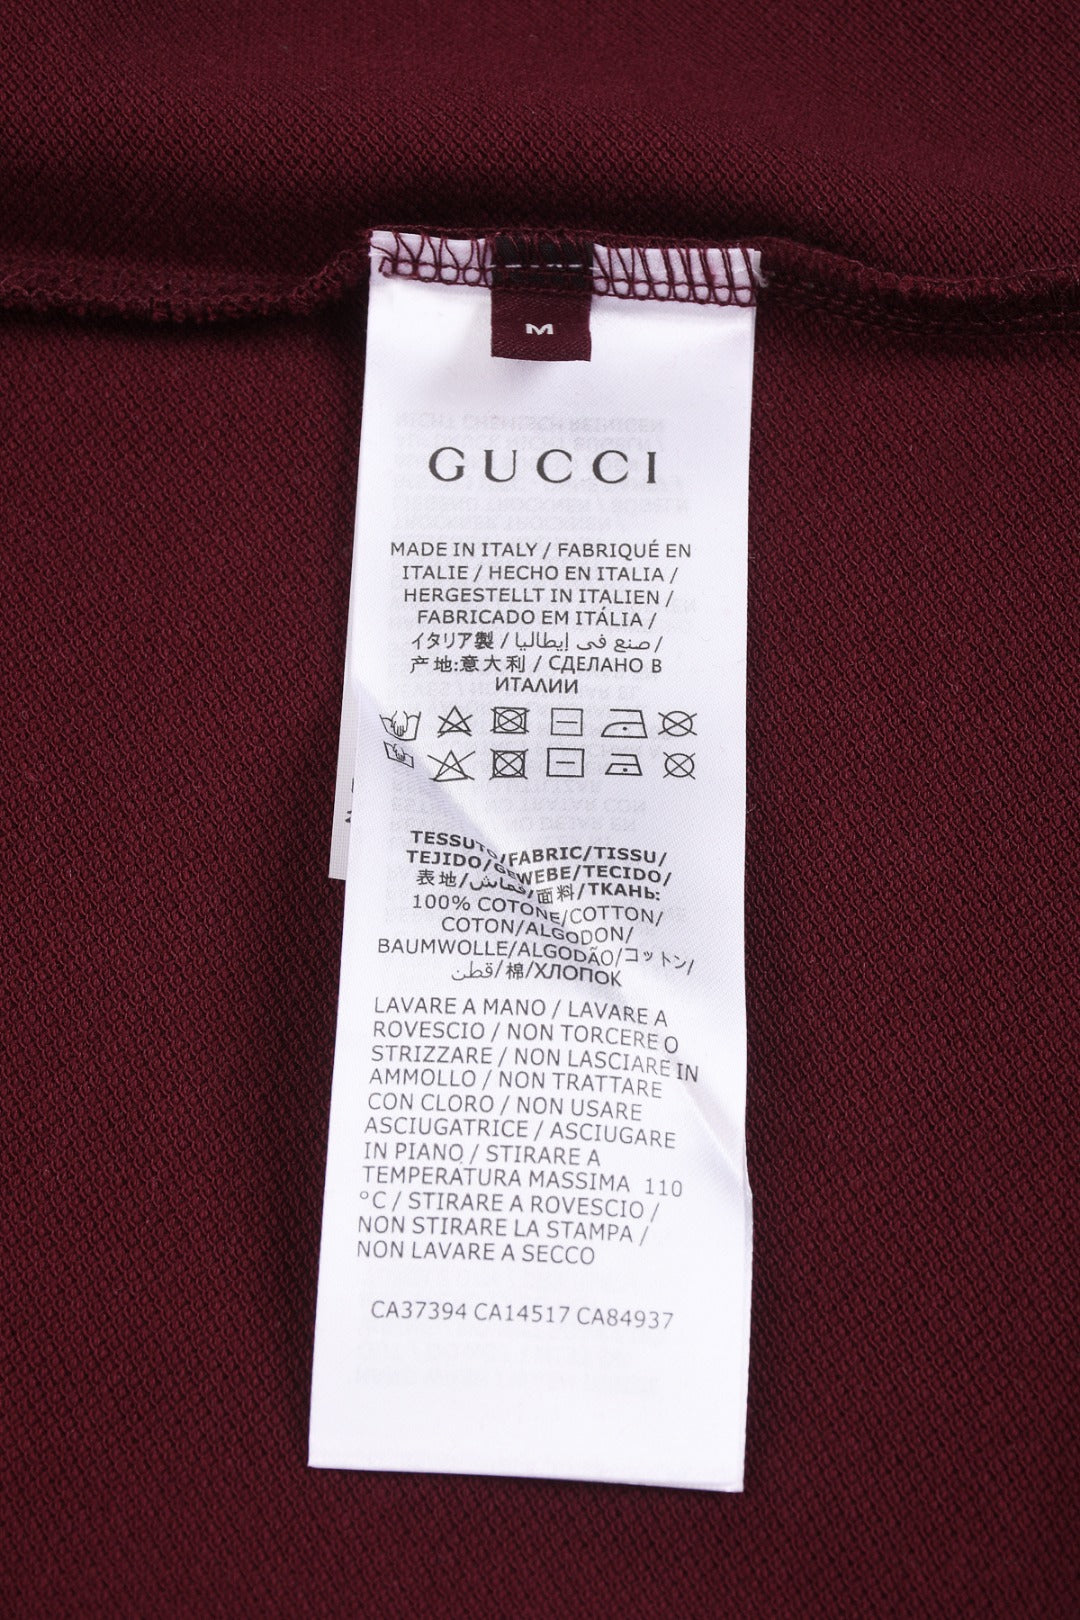 M
GUCCI
MADE IN ITALY / FABRIQUÉ EN
ITALIE / HECHO EN ITALIA /
HERGESTELLT IN ITALIEN /
FABRICADO EM ITÁLIA /
イタリア製 / صنع في إيطاليا /
产地:意大利 / СДЕЛАНО В
ИТАЛИИ
TESSUTO/FABRIC/TISSU/
TEJIDO/GEWEBE/TECIDO/
表地/قماش/面料/ТКАНЬ:
100% COTONE/COTTON/
COTON/ALGODON/
BAUMWOLLE/ALGODÃO/コットン/
قطن/棉/ХЛОПОК
LAVARE A MANO / LAVARE A
ROVESCIO / NON TORCERE O
STRIZZARE / NON LASCIARE IN
AMMOLLO / NON TRATTARE
CON CLORO / NON USARE
ASCIUGATRICE / ASCIUGARE
IN PIANO / STIRARE A
TEMPERATURA MASSIMA 110
°C / STIRARE A ROVESCIO /
NON STIRARE LA STAMPA /
NON LAVARE A SECCO
CA37394 CA14517 CA84937